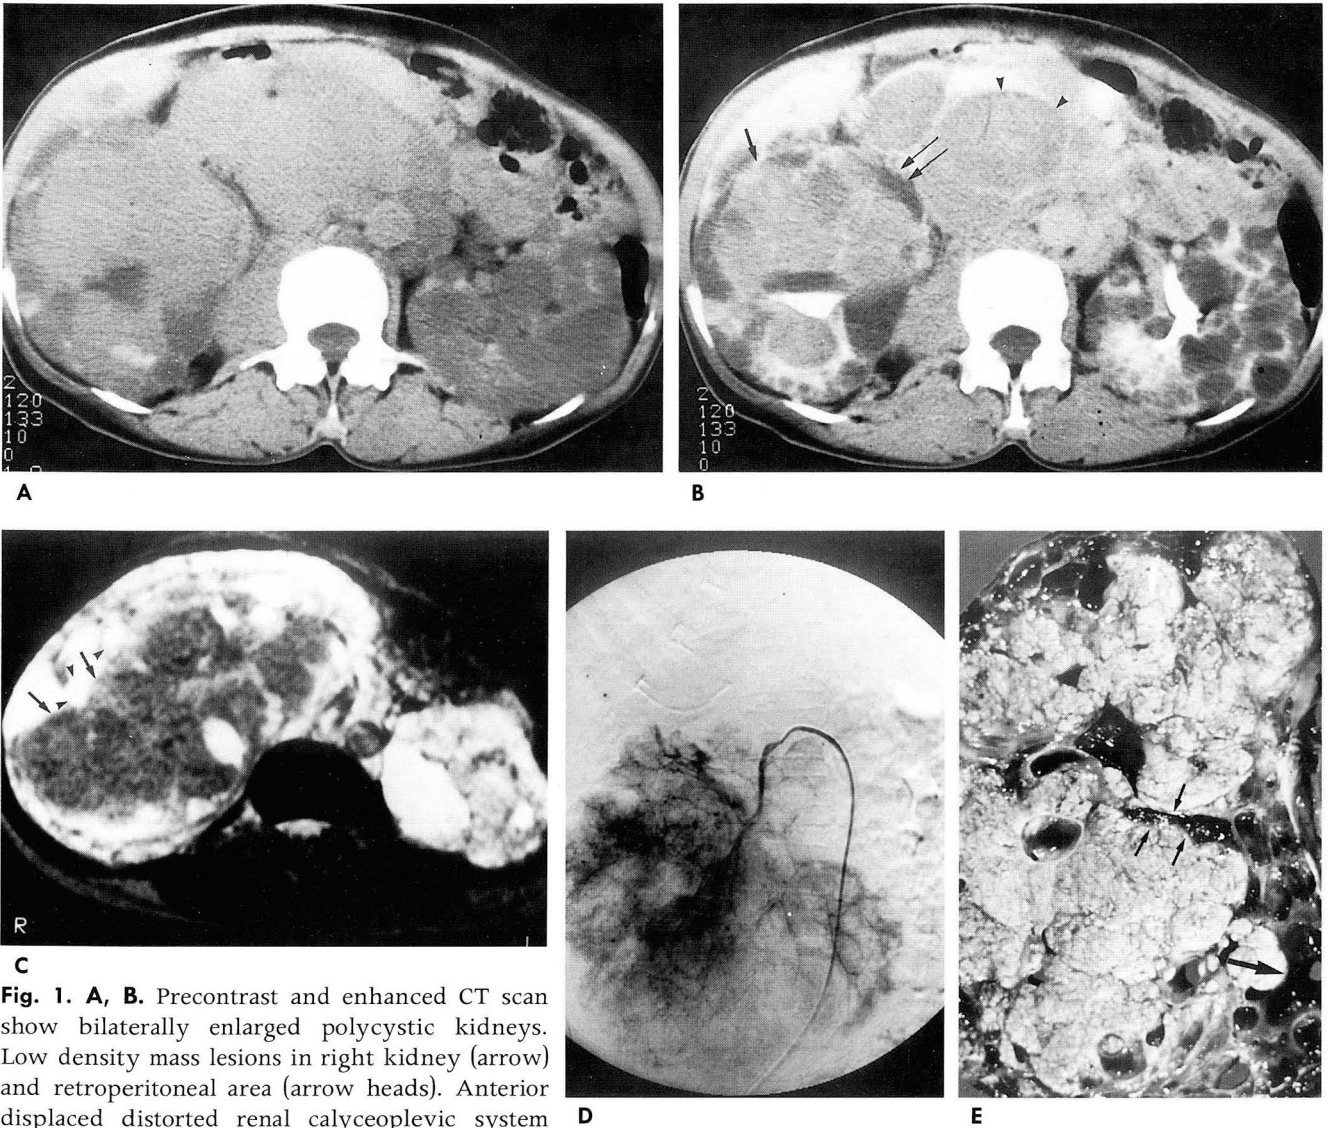 Z
120
133
10
0
A
Z
120
133
10
0
B
R
C
Fig. 1. A, B. Precontrast and enhanced CT scan
show bilaterally enlarged polycystic kidneys.
Low density mass lesions in right kidney (arrow)
and retroperitoneal area (arrow heads). Anterior
displaced distorted renal calyceoplevic system
D
E